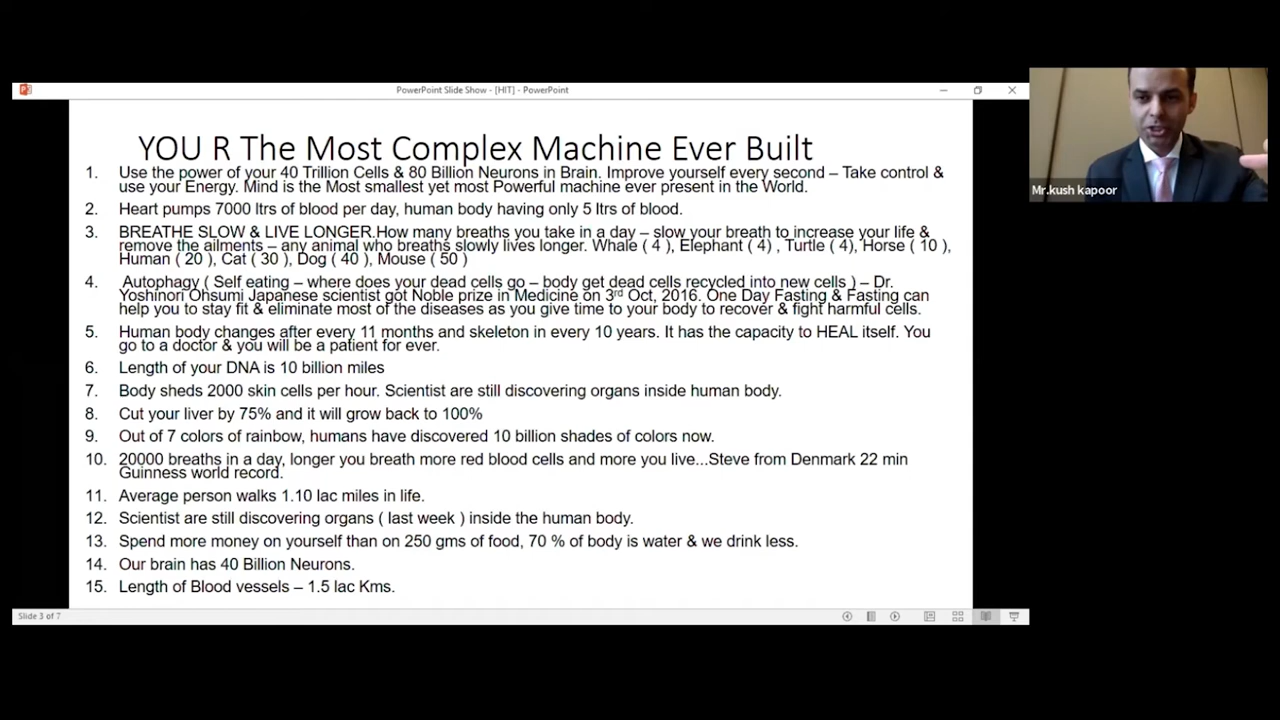 PowerPoint Slide Show - [HIT] - PowerPoint
YOU R The Most Complex Machine Ever Built
1. Use the power of your 40 Trillion Cells & 80 Billion Neurons in Brain. Improve yourself every second – Take control &
use your Energy. Mind is the Most smallest yet most Powerful machine ever present in the World.
2. Heart pumps 7000 ltrs of blood per day, human body having only 5 ltrs of blood.
3. BREATHE SLOW & LIVE LONGER.How many breaths you take in a day – slow your breath to increase your life &
remove the ailments – any animal who breaths slowly lives longer. Whale ( 4 ), Elephant ( 4) , Turtle ( 4), Horse ( 10 ),
Human ( 20 ), Cat ( 30 ), Dog ( 40 ), Mouse ( 50 )
4. Autophagy ( Self eating – where does your dead cells go – body get dead cells recycled into new cells ) – Dr.
Yoshinori Ohsumi Japanese scientist got Noble prize in Medicine on 3rd Oct, 2016. One Day Fasting & Fasting can
help you to stay fit & eliminate most of the diseases as you give time to your body to recover & fight harmful cells.
5. Human body changes after every 11 months and skeleton in every 10 years. It has the capacity to HEAL itself. You
go to a doctor & you will be a patient for ever.
6. Length of your DNA is 10 billion miles
7. Body sheds 2000 skin cells per hour. Scientist are still discovering organs inside human body.
8. Cut your liver by 75% and it will grow back to 100%
9. Out of 7 colors of rainbow, humans have discovered 10 billion shades of colors now.
10. 20000 breaths in a day, longer you breath more red blood cells and more you live...Steve from Denmark 22 min
Guinness world record.
11. Average person walks 1.10 lac miles in life.
12. Scientist are still discovering organs ( last week ) inside the human body.
13. Spend more money on yourself than on 250 gms of food, 70 % of body is water & we drink less.
14. Our brain has 40 Billion Neurons.
15. Length of Blood vessels – 1.5 lac Kms.
Slide 3 of 7
Mr.kush kapoor